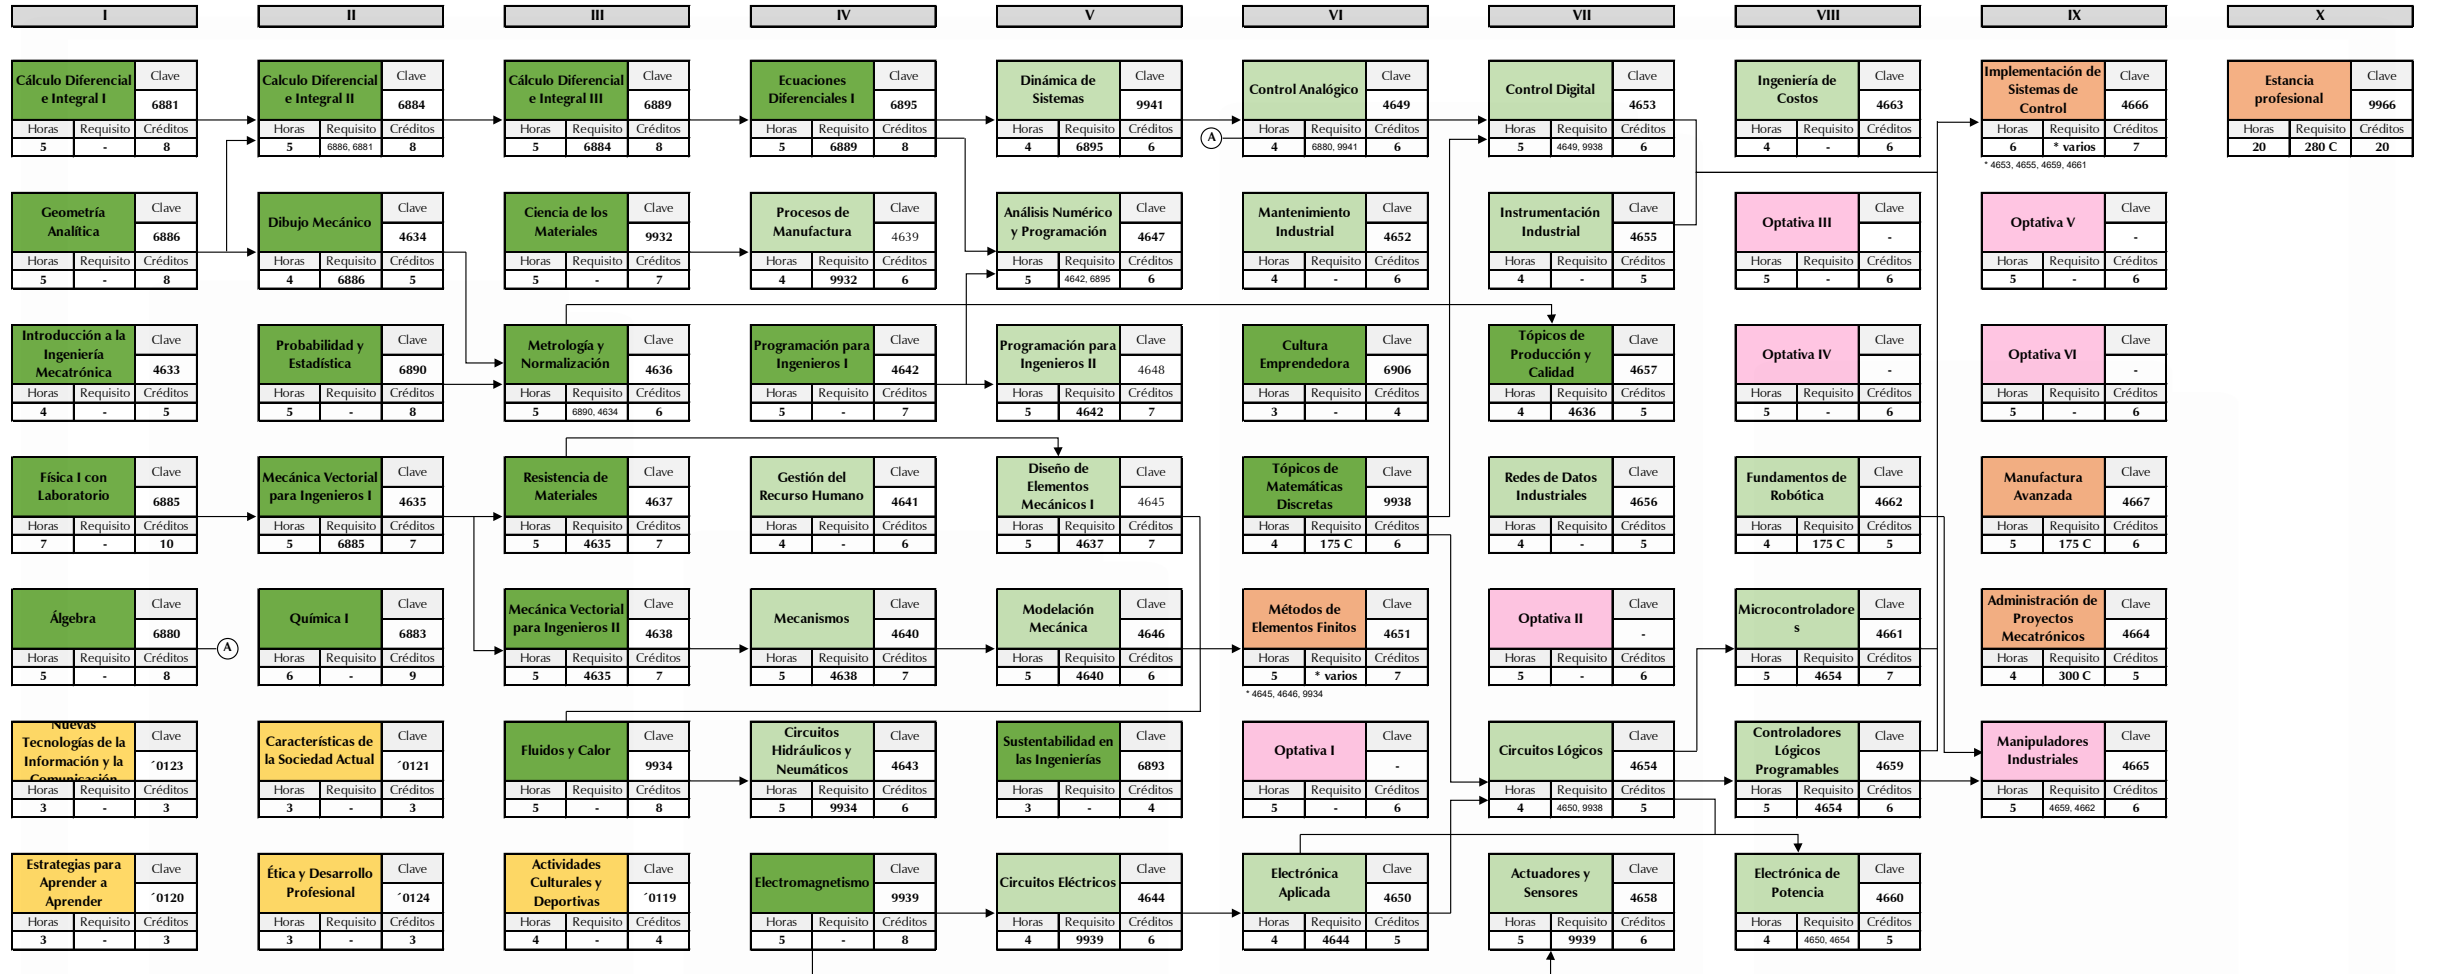 I II III IV V VI VII VIII IX X
Cálculo Diferencial e Integral I Clave 6881
Horas Requisito Créditos
5 - 8
Calculo Diferencial e Integral II Clave 6884
Horas Requisito Créditos
5 6886, 6881 8
Cálculo Diferencial e Integral III Clave 6889
Horas Requisito Créditos
5 6884 8
Ecuaciones Diferenciales I Clave 6895
Horas Requisito Créditos
5 6889 8
Dinámica de Sistemas Clave 9941
Horas Requisito Créditos
4 6895 6
A
Control Analógico Clave 4649
Horas Requisito Créditos
4 6880, 9941 6
Control Digital Clave 4653
Horas Requisito Créditos
5 4649, 9938 6
Ingeniería de Costos Clave 4663
Horas Requisito Créditos
4 - 6
Implementación de Sistemas de Control Clave 4666
Horas Requisito Créditos
6 * varios 7
* 4653, 4655, 4659, 4661
Estancia profesional Clave 9966
Horas Requisito Créditos
20 280 C 20
Geometría Analítica Clave 6886
Horas Requisito Créditos
5 - 8
Dibujo Mecánico Clave 4634
Horas Requisito Créditos
4 6886 5
Ciencia de los Materiales Clave 9932
Horas Requisito Créditos
5 - 7
Procesos de Manufactura Clave 4639
Horas Requisito Créditos
4 9932 6
Análisis Numérico y Programación Clave 4647
Horas Requisito Créditos
5 4642, 6895 6
Mantenimiento Industrial Clave 4652
Horas Requisito Créditos
4 - 6
Instrumentación Industrial Clave 4655
Horas Requisito Créditos
4 - 5
Optativa III Clave -
Horas Requisito Créditos
5 - 6
Optativa V Clave -
Horas Requisito Créditos
5 - 6
Introducción a la Ingeniería Mecatrónica Clave 4633
Horas Requisito Créditos
4 - 5
Probabilidad y Estadística Clave 6890
Horas Requisito Créditos
5 - 8
Metrología y Normalización Clave 4636
Horas Requisito Créditos
5 6890, 4634 6
Programación para Ingenieros I Clave 4642
Horas Requisito Créditos
5 - 7
Programación para Ingenieros II Clave 4648
Horas Requisito Créditos
5 4642 7
Cultura Emprendedora Clave 6906
Horas Requisito Créditos
3 - 4
Tópicos de Producción y Calidad Clave 4657
Horas Requisito Créditos
4 4636 5
Optativa IV Clave -
Horas Requisito Créditos
5 - 6
Optativa VI Clave -
Horas Requisito Créditos
5 - 6
Física I con Laboratorio Clave 6885
Horas Requisito Créditos
7 - 10
Mecánica Vectorial para Ingenieros I Clave 4635
Horas Requisito Créditos
5 6885 7
Resistencia de Materiales Clave 4637
Horas Requisito Créditos
5 4635 7
Gestión del Recurso Humano Clave 4641
Horas Requisito Créditos
4 - 6
Diseño de Elementos Mecánicos I Clave 4645
Horas Requisito Créditos
5 4637 7
Tópicos de Matemáticas Discretas Clave 9938
Horas Requisito Créditos
4 175 C 6
Redes de Datos Industriales Clave 4656
Horas Requisito Créditos
4 - 5
Fundamentos de Robótica Clave 4662
Horas Requisito Créditos
4 175 C 5
Manufactura Avanzada Clave 4667
Horas Requisito Créditos
5 175 C 6
Álgebra Clave 6880
Horas Requisito Créditos
5 - 8
A
Química I Clave 6883
Horas Requisito Créditos
6 - 9
Mecánica Vectorial para Ingenieros II Clave 4638
Horas Requisito Créditos
5 4635 7
Mecanismos Clave 4640
Horas Requisito Créditos
5 4638 7
Modelación Mecánica Clave 4646
Horas Requisito Créditos
5 4640 6
Métodos de Elementos Finitos Clave 4651
Horas Requisito Créditos
5 * varios 7
* 4645, 4646, 9934
Optativa II Clave -
Horas Requisito Créditos
5 - 6
Microcontroladores Clave 4661
Horas Requisito Créditos
5 4654 7
Administración de Proyectos Mecatrónicos Clave 4664
Horas Requisito Créditos
4 300 C 5
Nuevas Tecnologías de la Información y la Comunicación Clave ´0123
Horas Requisito Créditos
3 - 3
Características de la Sociedad Actual Clave ´0121
Horas Requisito Créditos
3 - 3
Fluidos y Calor Clave 9934
Horas Requisito Créditos
5 - 8
Circuitos Hidráulicos y Neumáticos Clave 4643
Horas Requisito Créditos
5 9934 6
Sustentabilidad en las Ingenierías Clave 6893
Horas Requisito Créditos
3 - 4
Optativa I Clave -
Horas Requisito Créditos
5 - 6
Circuitos Lógicos Clave 4654
Horas Requisito Créditos
4 4650, 9938 5
Controladores Lógicos Programables Clave 4659
Horas Requisito Créditos
5 4654 6
Manipuladores Industriales Clave 4665
Horas Requisito Créditos
5 4659, 4662 6
Estrategias para Aprender a Aprender Clave ´0120
Horas Requisito Créditos
3 - 3
Ética y Desarrollo Profesional Clave ´0124
Horas Requisito Créditos
3 - 3
Actividades Culturales y Deportivas Clave ´0119
Horas Requisito Créditos
4 - 4
Electromagnetismo Clave 9939
Horas Requisito Créditos
5 - 8
Circuitos Eléctricos Clave 4644
Horas Requisito Créditos
4 9939 6
Electrónica Aplicada Clave 4650
Horas Requisito Créditos
4 4644 5
Actuadores y Sensores Clave 4658
Horas Requisito Créditos
5 9939 6
Electrónica de Potencia Clave 4660
Horas Requisito Créditos
4 4650, 4654 5